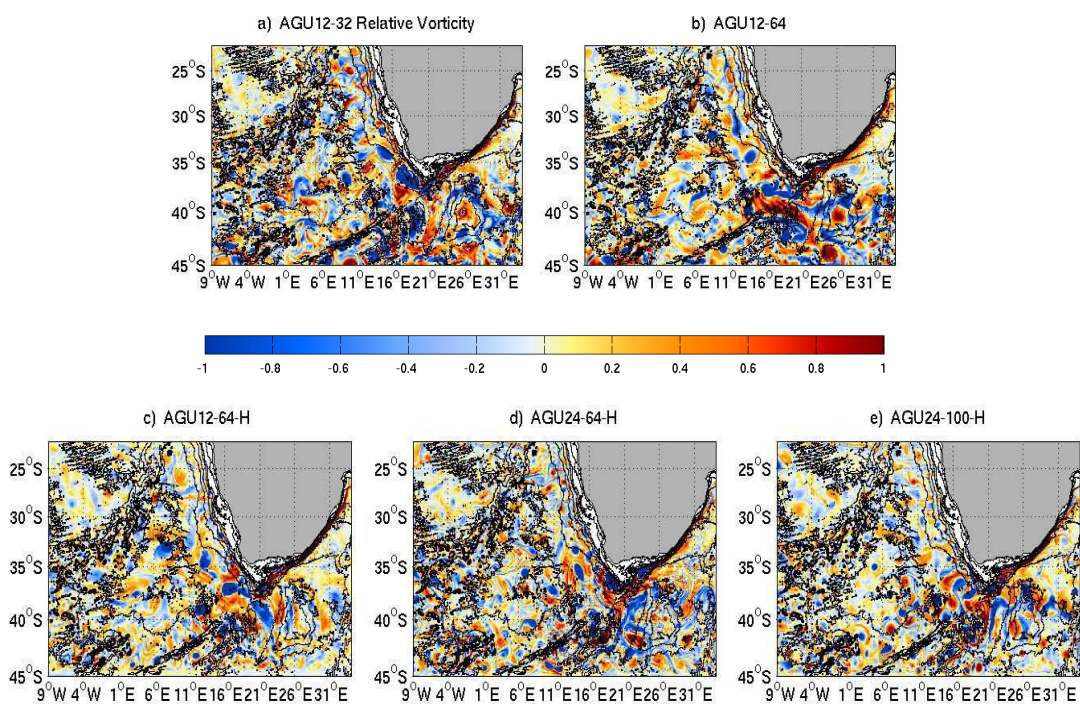 a) AGU12-32 Relative Vorticity
b) AGU12-64
25°S
30°S
35°S
40°S
45°S
9°W 4°W 1°E 6°E 11°E 16°E 21°E 26°E 31°E
25°S
30°S
35°S
40°S
45°S
9°W 4°W 1°E 6°E 11°E 16°E 21°E 26°E 31°E
-1 -0.8 -0.6 -0.4 -0.2 0 0.2 0.4 0.6 0.8 1
c) AGU12-64-H
d) AGU24-64-H
e) AGU24-100-H
25°S
30°S
35°S
40°S
45°S
9°W 4°W 1°E 6°E 11°E 16°E 21°E 26°E 31°E
25°S
30°S
35°S
40°S
45°S
9°W 4°W 1°E 6°E 11°E 16°E 21°E 26°E 31°E
25°S
30°S
35°S
40°S
45°S
9°W 4°W 1°E 6°E 11°E 16°E 21°E 26°E 31°E